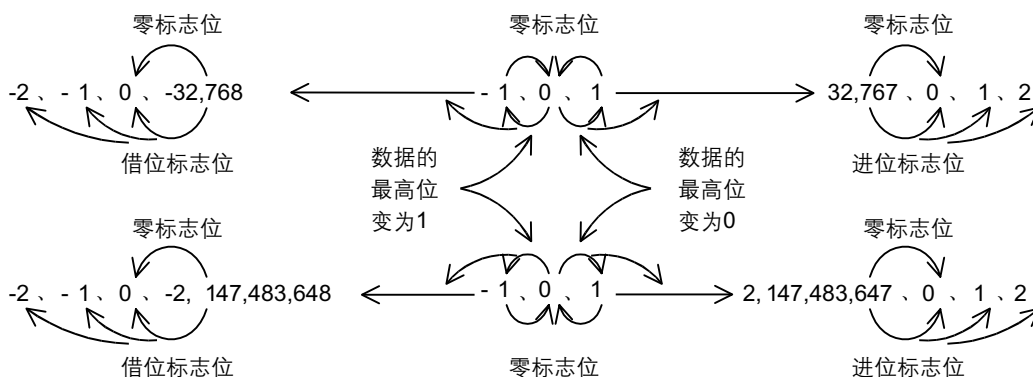 零标志位 零标志位 零标志位
-2、-1、0、-32,768 -1、0、1 32,767、0、1、2
借位标志位 进位标志位
数据的
最高位
变为1
数据的
最高位
变为0
零标志位 零标志位
-2、-1、0、-2,147,483,648 -1、0、1 2,147,483,647、0、1、2
借位标志位 零标志位 进位标志位